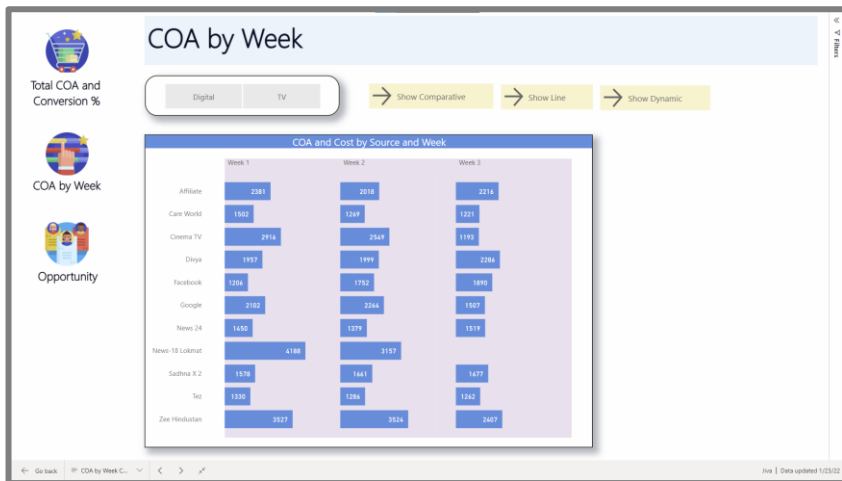 COA by Week
Filters
Total COA and
Conversion %
COA by Week
Opportunity
Digital
TV
Show Comparative
Show Line
Show Dynamic
COA and Cost by Source and Week
Week 1 Week 2 Week 3
Affiliate 2381 2018 2216
Care World 1502 1269 1221
Cinema TV 2916 2549 1193
Divya 1957 1999 2286
Facebook 1206 1752 1890
Google 2102 2266 1507
News 24 1450 1379 1519
News-18 Lokmat 4188 3157
Sadhna X 2 1578 1661 1677
Tez 1330 1286 1262
Zee Hindustan 3527 3524 2407
Go back
COA by Week C...
Jiva | Data updated 1/23/22